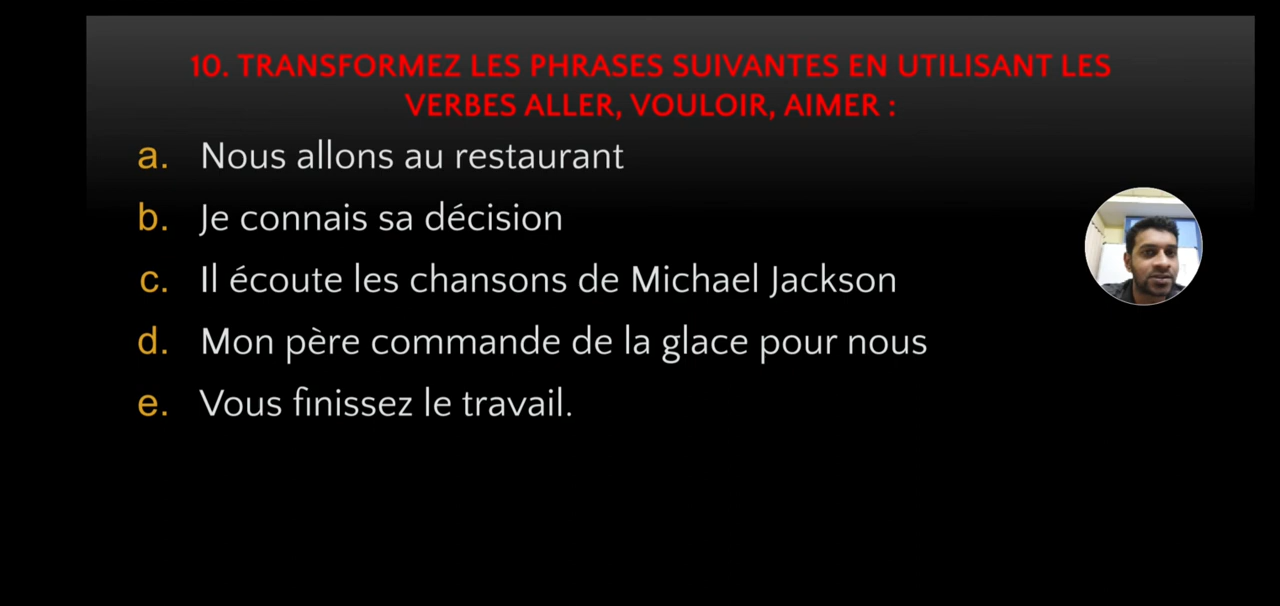 10. TRANSFORMEZ LES PHRASES SUIVANTES EN UTILISANT LES
VERBES ALLER, VOULOIR, AIMER :
a. Nous allons au restaurant
b. Je connais sa décision
c. Il écoute les chansons de Michael Jackson
d. Mon père commande de la glace pour nous
e. Vous finissez le travail.